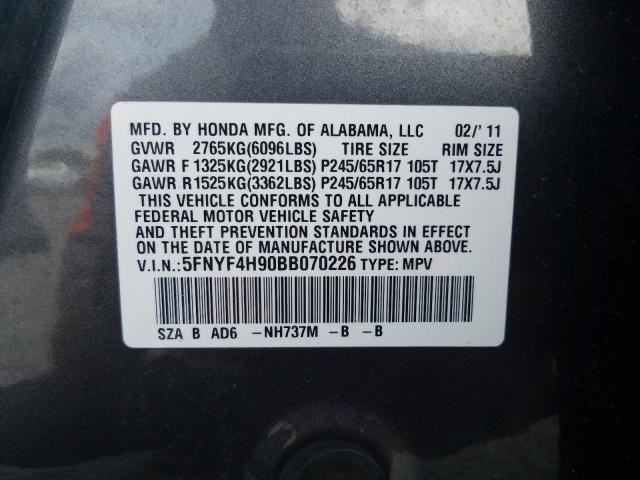 MFD. BY HONDA MFG. OF ALABAMA, LLC 02/'11
GVWR 2765KG(6096LBS) TIRE SIZE RIM SIZE
GAWR F 1325KG(2921LBS) P245/65R17 105T 17X7.5J
GAWR R1525KG(3362LBS) P245/65R17 105T 17X7.5J
THIS VEHICLE CONFORMS TO ALL APPLICABLE
FEDERAL MOTOR VEHICLE SAFETY
AND THEFT PREVENTION STANDARDS IN EFFECT
ON THE DATE OF MANUFACTURE SHOWN ABOVE.
V.I.N.:5FNYF4H90BB070226 TYPE: MPV
SZA B AD6 -NH737M -B -B